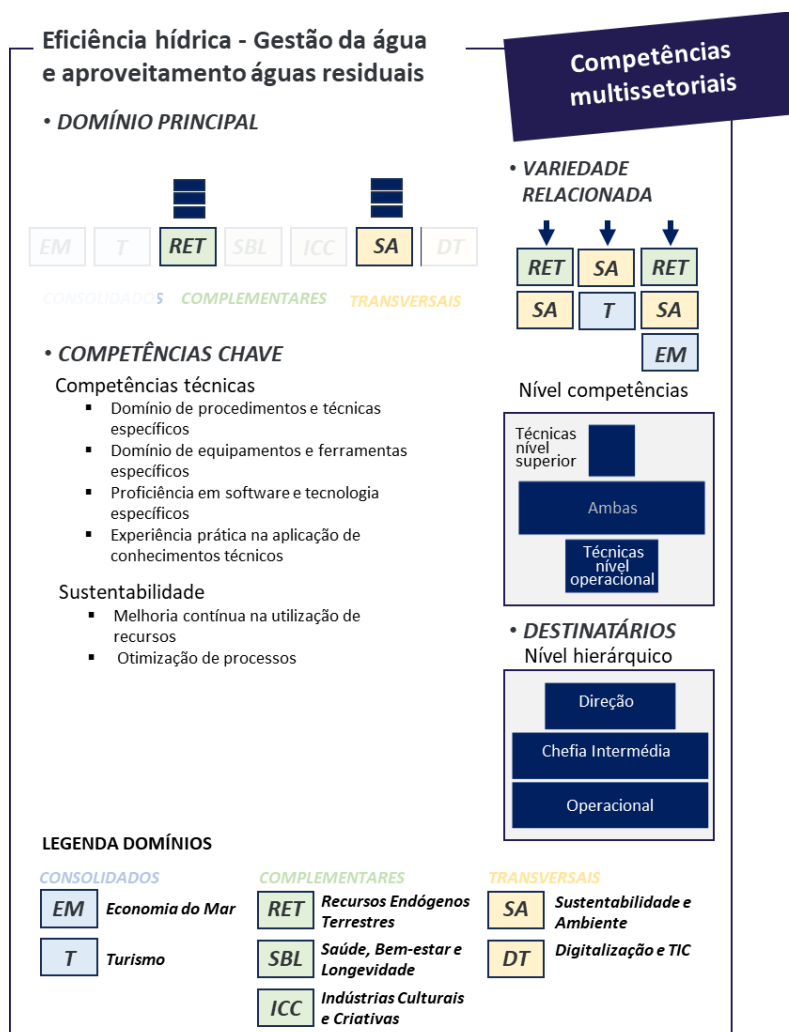 Eficiência hídrica - Gestão da água
e aproveitamento águas residuais
Competências
multissetoriais
• DOMÍNIO PRINCIPAL
EM T RET SBL ICC SA DT
CONSOLIDADOS COMPLEMENTARES TRANSVERSAIS
• COMPETÊNCIAS CHAVE
Competências técnicas
▪ Domínio de procedimentos e técnicas
específicos
▪ Domínio de equipamentos e ferramentas
específicos
▪ Proficiência em software e tecnologia
específicos
▪ Experiência prática na aplicação de
conhecimentos técnicos
Sustentabilidade
▪ Melhoria contínua na utilização de
recursos
▪ Otimização de processos
• VARIEDADE
RELACIONADA
RET SA RET
SA T SA
EM
Nível competências
Técnicas
nível
superior
Ambas
Técnicas
nível
operacional
• DESTINATÁRIOS
Nível hierárquico
Direção
Chefia Intermédia
Operacional
LEGENDA DOMÍNIOS
CONSOLIDADOS
EM Economia do Mar
T Turismo
COMPLEMENTARES
RET Recursos Endógenos
Terrestres
SBL Saúde, Bem-estar e
Longevidade
ICC Indústrias Culturais
e Criativas
TRANSVERSAIS
SA Sustentabilidade e
Ambiente
DT Digitalização e TIC